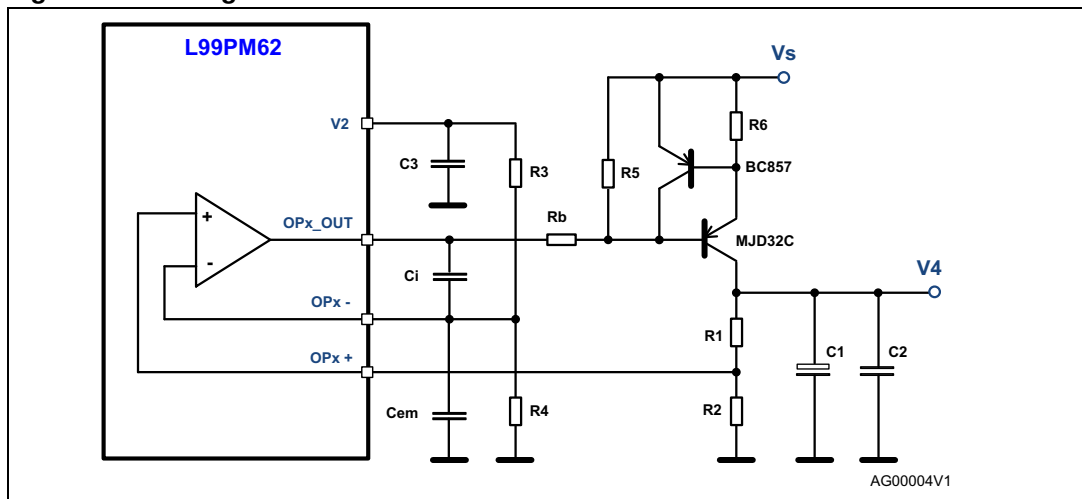 L99PM62
Vs
V2
R6
C3
R3
R5
BC857
OPx_OUT
Rb
MJD32C
+
-
Ci
V4
OPx -
R1
C1
C2
OPx +
Cem
R4
R2
AG00004V1